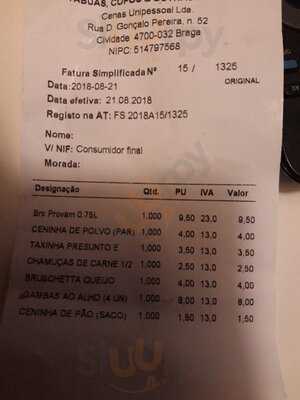 TÁBUAS, COPOS
Cenas Unipessoal Lda.
Rua D. Gonçalo Pereira, n. 52
Cividade 4700-032 Braga
NIPC: 514797568
Fatura Simplificada Nº 15 / 1325
ORIGINAL
Data: 2018-08-21
Data efetiva: 21.08.2018
Registo na AT: FS 2018A15/1325
Nome:
V/ NIF: Consumidor final
Morada:
Designação Qtd. PU IVA Valor
Brs Provam 0.75L 1,000 9,50 23,0 9,50
CENINHA DE POLVO (PAR) 1,000 4,00 13,0 4,00
TAXINHA PRESUNTO E 1,000 3,50 13,0 3,50
CHAMUÇAS DE CARNE 1/2 1,000 2,50 13,0 2,50
BRUSCHETTA QUEIJO 1,000 4,00 13,0 4,00
GAMBAS AO ALHO (4 UN) 1,000 8,00 13,0 8,00
CENINHA DE PÃO (SACO) 1,000 1,50 13,0 1,50